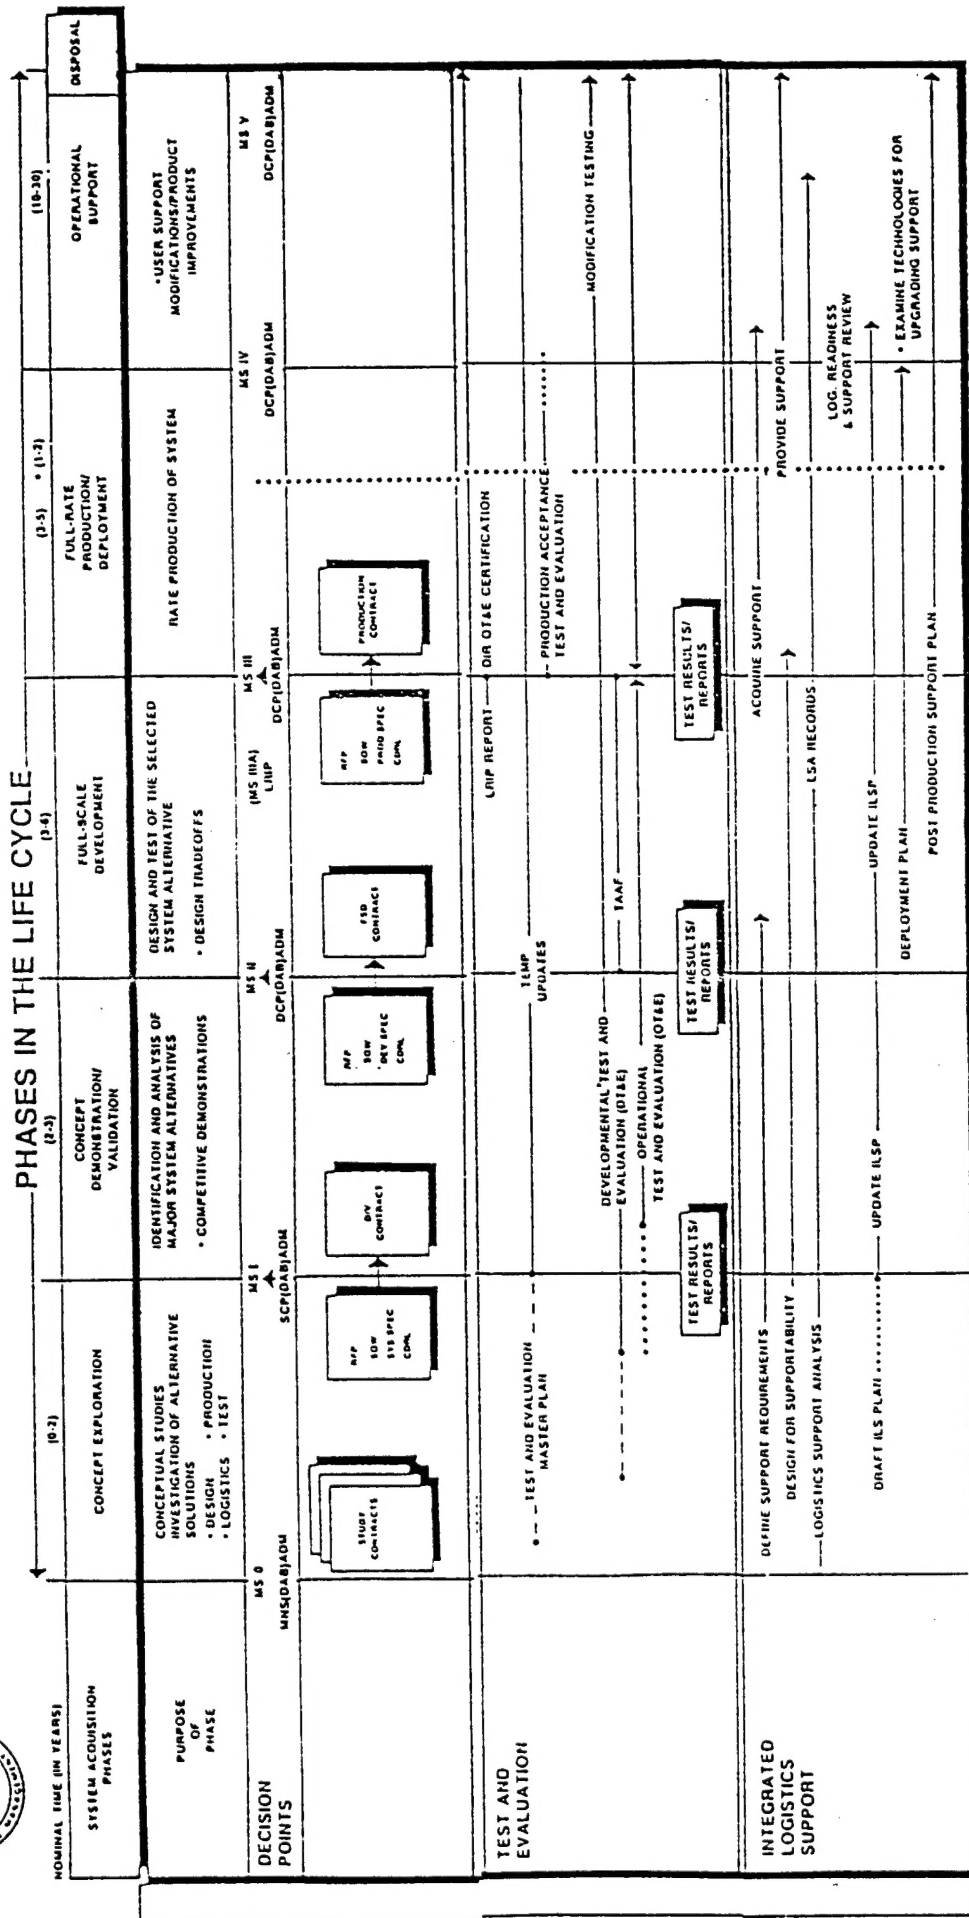 PHASES IN THE LIFE CYCLE
NOMINAL TIME (IN YEARS)
(0-2)
(2-3)
(3-6)
(3-5)
* (1-2)
(10-30)
SYSTEM ACQUISITION
PHASES
CONCEPT EXPLORATION
CONCEPT
DEMONSTRATION/
VALIDATION
FULL-SCALE
DEVELOPMENT
FULL-RATE
PRODUCTION/
DEPLOYMENT
OPERATIONAL
SUPPORT
DISPOSAL
PURPOSE
OF
PHASE
CONCEPTUAL STUDIES
INVESTIGATION OF ALTERNATIVE
SOLUTIONS
• DESIGN • PRODUCTION
• LOGISTICS • TEST
IDENTIFICATION AND ANALYSIS OF
MAJOR SYSTEM ALTERNATIVES
• COMPETITIVE DEMONSTRATIONS
DESIGN AND TEST OF THE SELECTED
SYSTEM ALTERNATIVE
• DESIGN TRADEOFFS
RATE PRODUCTION OF SYSTEM
• USER SUPPORT
MODIFICATIONS/PRODUCT
IMPROVEMENTS
DECISION
POINTS
MS 0
MS I
MS II
(MS IIIA)
LRIP
MS III
MS IV
MS V
MNS(DAB)ADM
SCP(DAB)ADM
DCP(DAB)ADM
DCP(DAB)ADM
DCP(DAB)ADM
DCP(DAB)ADM
STUDY
CONTRACTS
RFP
SOW
SYS SPEC
CDRL
D/V
CONTRACT
RFP
SOW
DEV SPEC
CDRL
FSD
CONTRACT
RFP
SOW
PROD SPEC
CDRL
PRODUCTION
CONTRACT
TEST AND
EVALUATION
LRIP REPORT
DIR OT&E CERTIFICATION
TEST AND EVALUATION
MASTER PLAN
TEMP
UPDATES
PRODUCTION ACCEPTANCE
TEST AND EVALUATION
MODIFICATION TESTING
DEVELOPMENTAL TEST AND
EVALUATION (DT&E)
TAAF
OPERATIONAL
TEST AND EVALUATION (OT&E)
TEST RESULTS/
REPORTS
TEST RESULTS/
REPORTS
TEST RESULTS/
REPORTS
INTEGRATED
LOGISTICS
SUPPORT
DEFINE SUPPORT REQUIREMENTS
ACQUIRE SUPPORT
PROVIDE SUPPORT
DESIGN FOR SUPPORTABILITY
LOGISTICS SUPPORT ANALYSIS
LSA RECORDS
LOG. READINESS
& SUPPORT REVIEW
DRAFT ILS PLAN
UPDATE ILSP
UPDATE ILSP
DEPLOYMENT PLAN
• EXAMINE TECHNOLOGIES FOR
UPGRADING SUPPORT
POST PRODUCTION SUPPORT PLAN